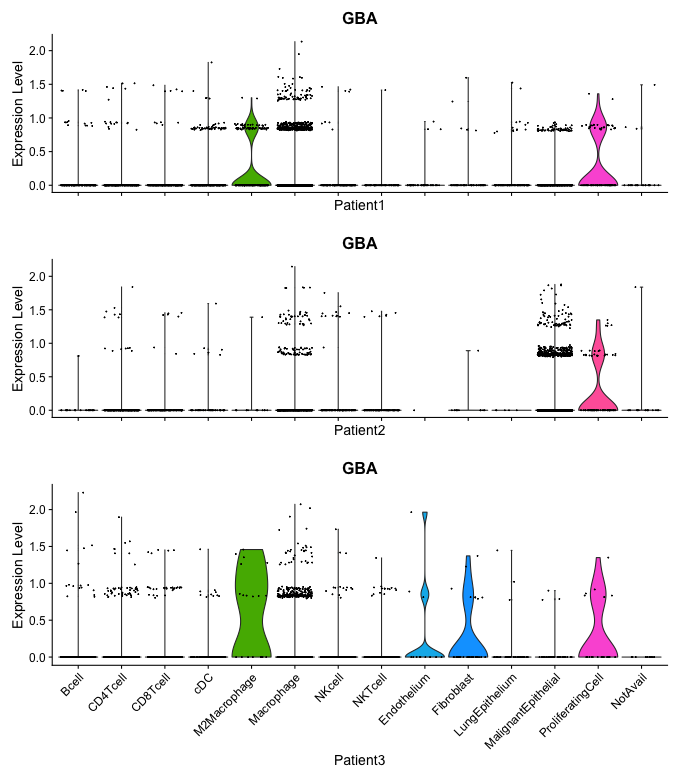 GBA
Expression Level
2.0
1.5
1.0
0.5
0.0
Patient1
GBA
Expression Level
2.0
1.5
1.0
0.5
0.0
Patient2
GBA
Expression Level
2.0
1.5
1.0
0.5
0.0
Bcell
CD4Tcell
CD8Tcell
cDC
M2Macrophage
Macrophage
NKcell
NKTcell
Endothelium
Fibroblast
LungEpithelium
MalignantEpithelial
ProliferatingCell
NotAvail
Patient3